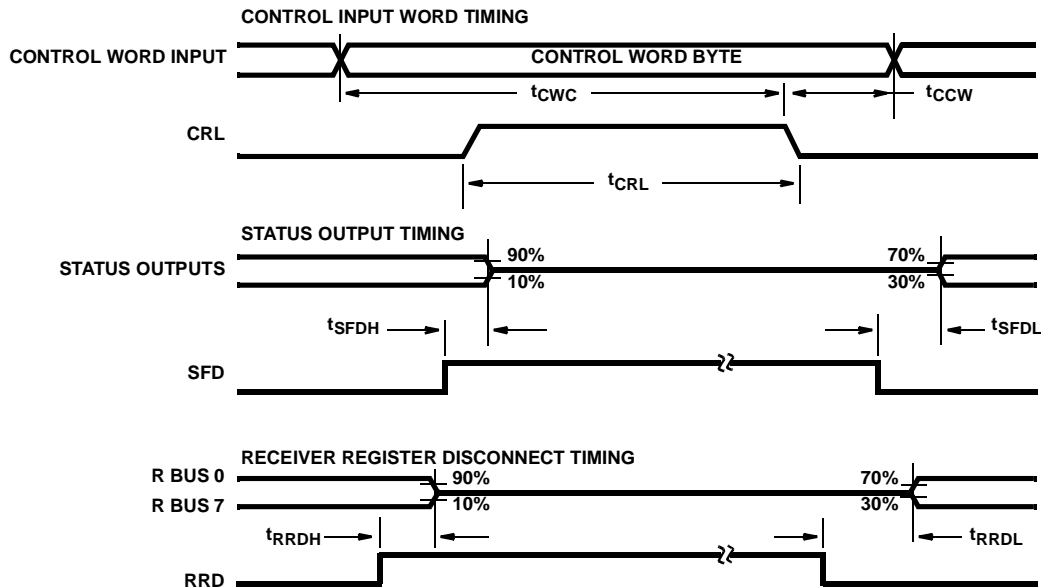 CONTROL INPUT WORD TIMING
CONTROL WORD INPUT
CONTROL WORD BYTE
tCWC
tCCW
CRL
tCRL
STATUS OUTPUT TIMING
STATUS OUTPUTS
90%
70%
10%
30%
tSFDH
tSFDL
SFD
RECEIVER REGISTER DISCONNECT TIMING
R BUS 0
90%
70%
R BUS 7
10%
30%
tRRDH
tRRDL
RRD